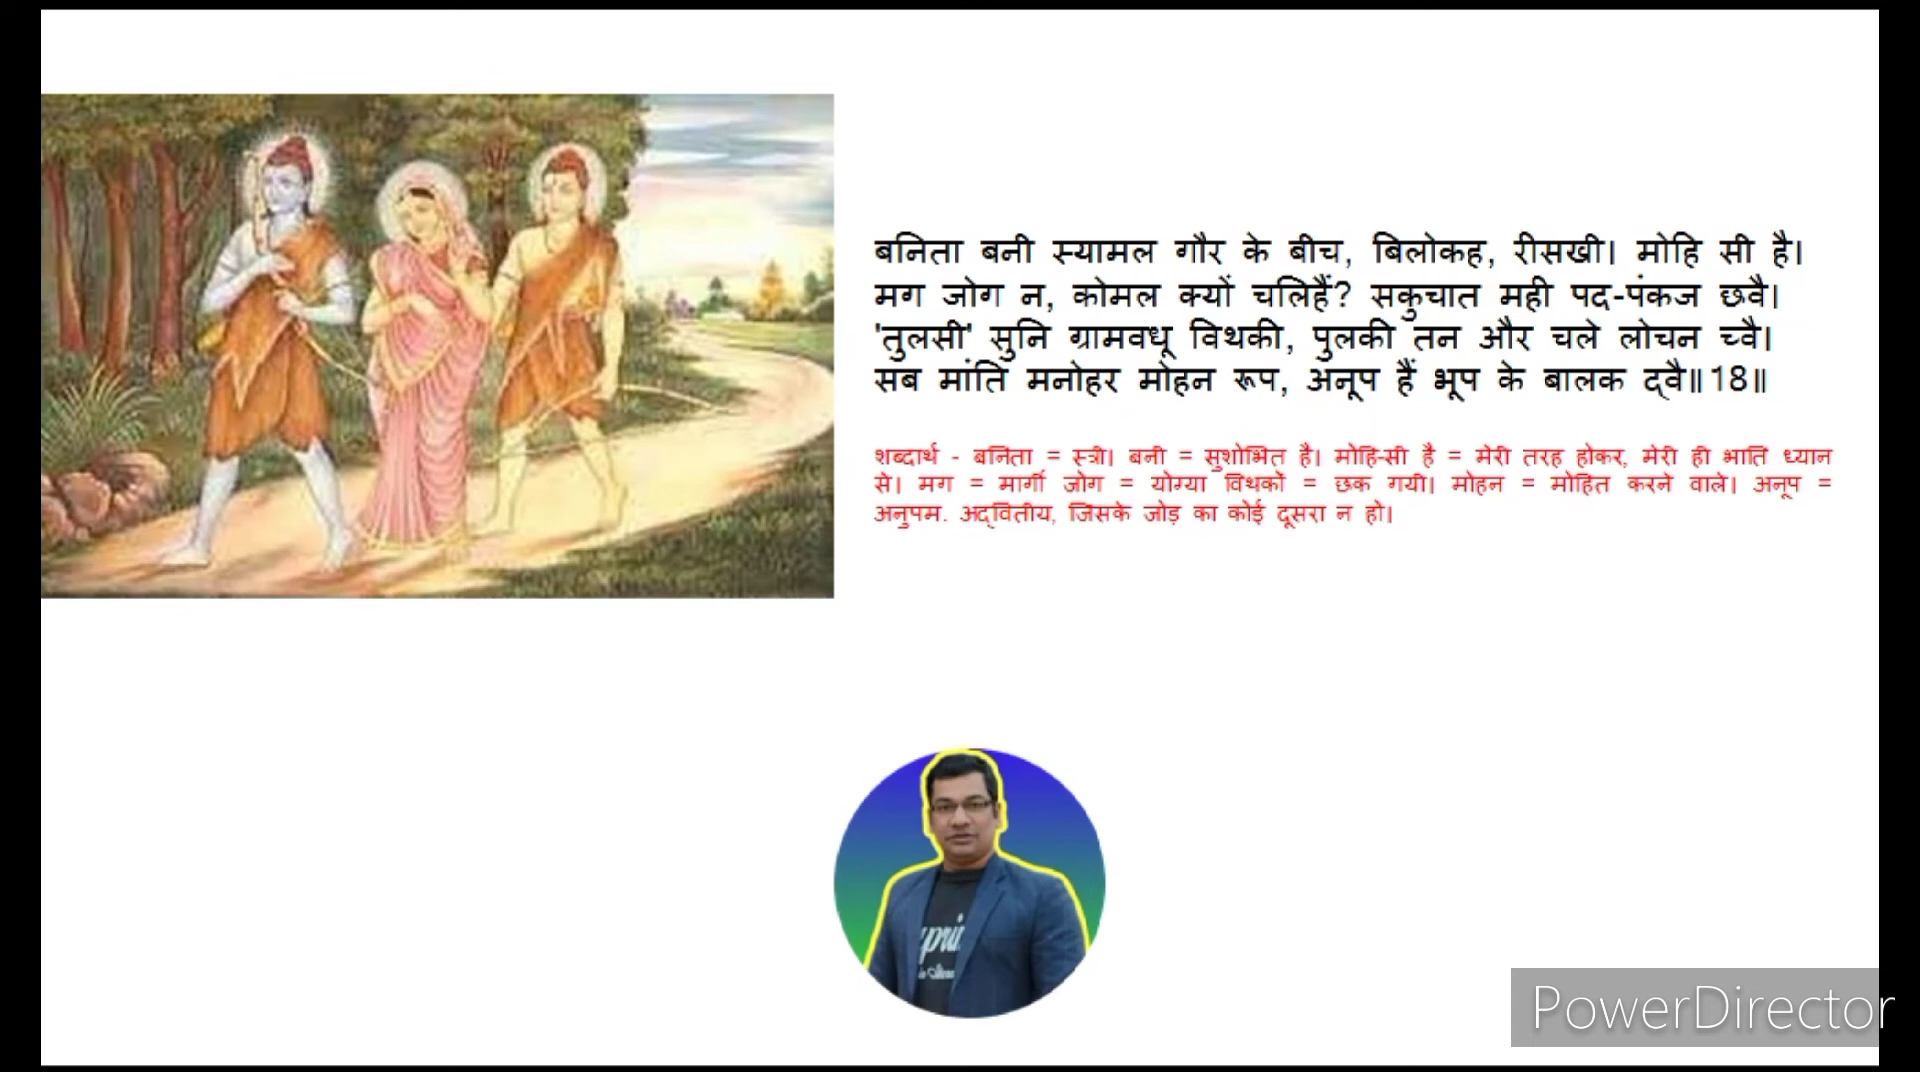 बनिता बनी स्यामल गौर के बीच, बिलोकह, रीसखी। मोहि सी है।
मग जोग न, कोमल क्यों चलिहैं? सकुचात मही पद-पंकज छवै।
'तुलसी' सुनि ग्रामवधू विथकी, पुलकी तन और चले लोचन च्वै।
सब मांति मनोहर मोहन रूप, अनूप हैं भूप के बालक द्वै॥18॥
शब्दार्थ - बनिता = स्त्री। बनी = सुशोभित है। मोहि-सी है = मेरी तरह होकर, मेरी ही भाति ध्यान
से। मग = मार्गी जोग = योग्या विथकों = छक गयी। मोहन = मोहित करने वाले। अनूप =
अनुपम. अद्वितीय, जिसके जोड़ का कोई दूसरा न हो।
PowerDirector